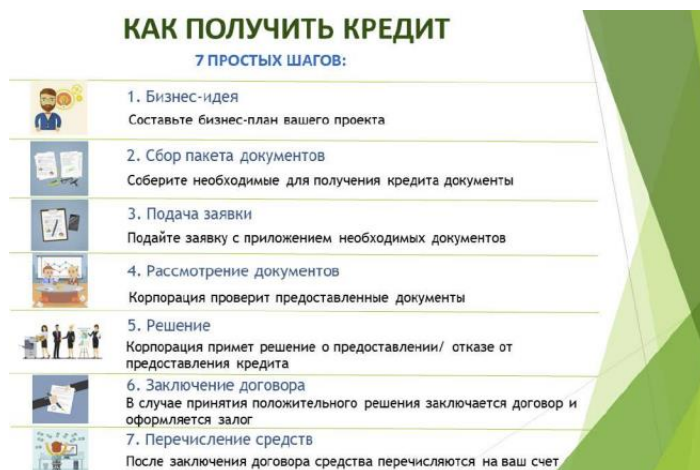 КАК ПОЛУЧИТЬ КРЕДИТ
7 ПРОСТЫХ ШАГОВ:
1. Бизнес-идея
Составьте бизнес-план вашего проекта
2. Сбор пакета документов
Соберите необходимые для получения кредита документы
3. Подача заявки
Подайте заявку с приложением необходимых документов
4. Рассмотрение документов
Корпорация проверит предоставленные документы
5. Решение
Корпорация примет решение о предоставлении/ отказе от
предоставления кредита
6. Заключение договора
В случае принятия положительного решения заключается договор и
оформляется залог
7. Перечисление средств
После заключения договора средства перечисляются на ваш счет